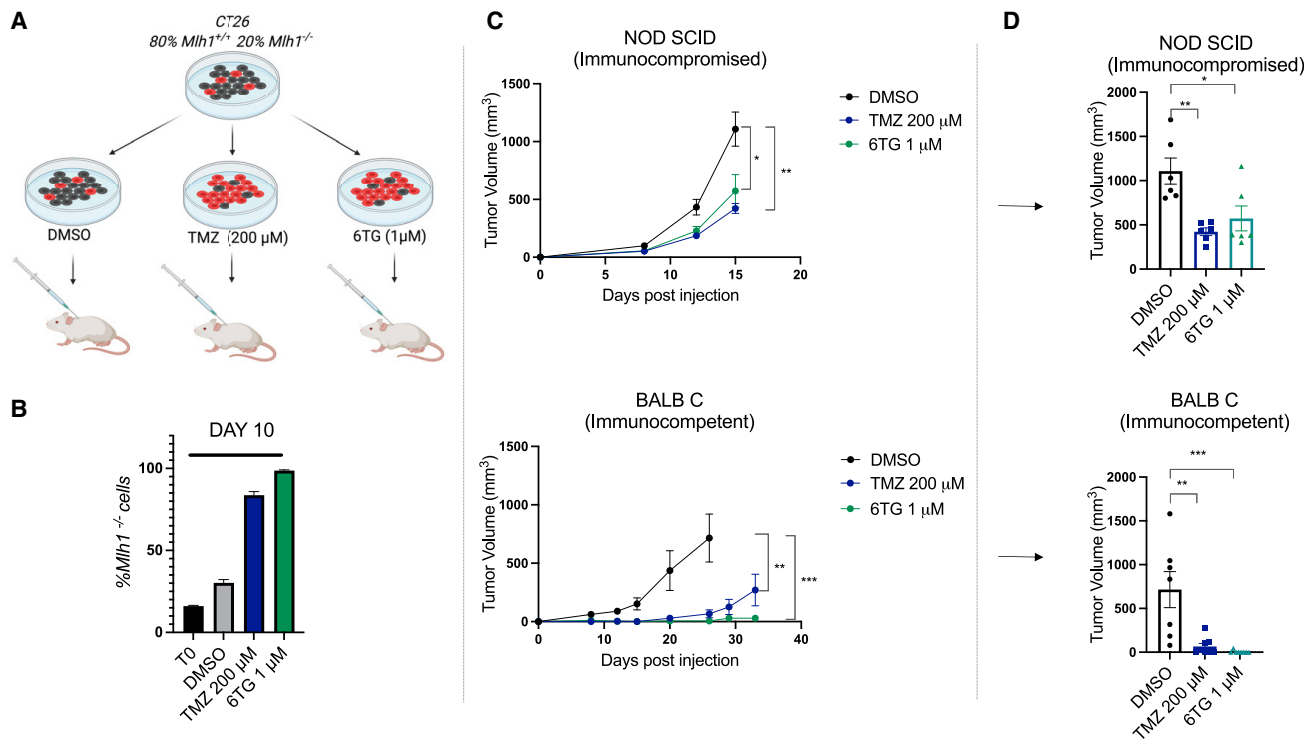 A
CT26
80% Mlh1+/+ 20% Mlh1-/-
DMSO
TMZ (200 µM)
6TG (1µM)
B
DAY 10
%Mlh1 -/- cells
100
50
0
T0
DMSO
TMZ 200 µM
6TG 1 µM
C
NOD SCID
(Immunocompromised)
Tumor Volume (mm3)
1500
1000
500
0
0 5 10 15 20
Days post injection
DMSO
TMZ 200 µM
6TG 1 µM
*
**
BALB C
(Immunocompetent)
Tumor Volume (mm3)
1500
1000
500
0
0 10 20 30 40
Days post injection
DMSO
TMZ 200 µM
6TG 1 µM
**
***
D
NOD SCID
(Immunocompromised)
*
**
Tumor Volume (mm3)
2000
1500
1000
500
0
DMSO
TMZ 200 µM
6TG 1 µM
BALB C
(Immunocompetent)
***
**
Tumor Volume (mm3)
2000
1500
1000
500
0
DMSO
TMZ 200 µM
6TG 1 µM